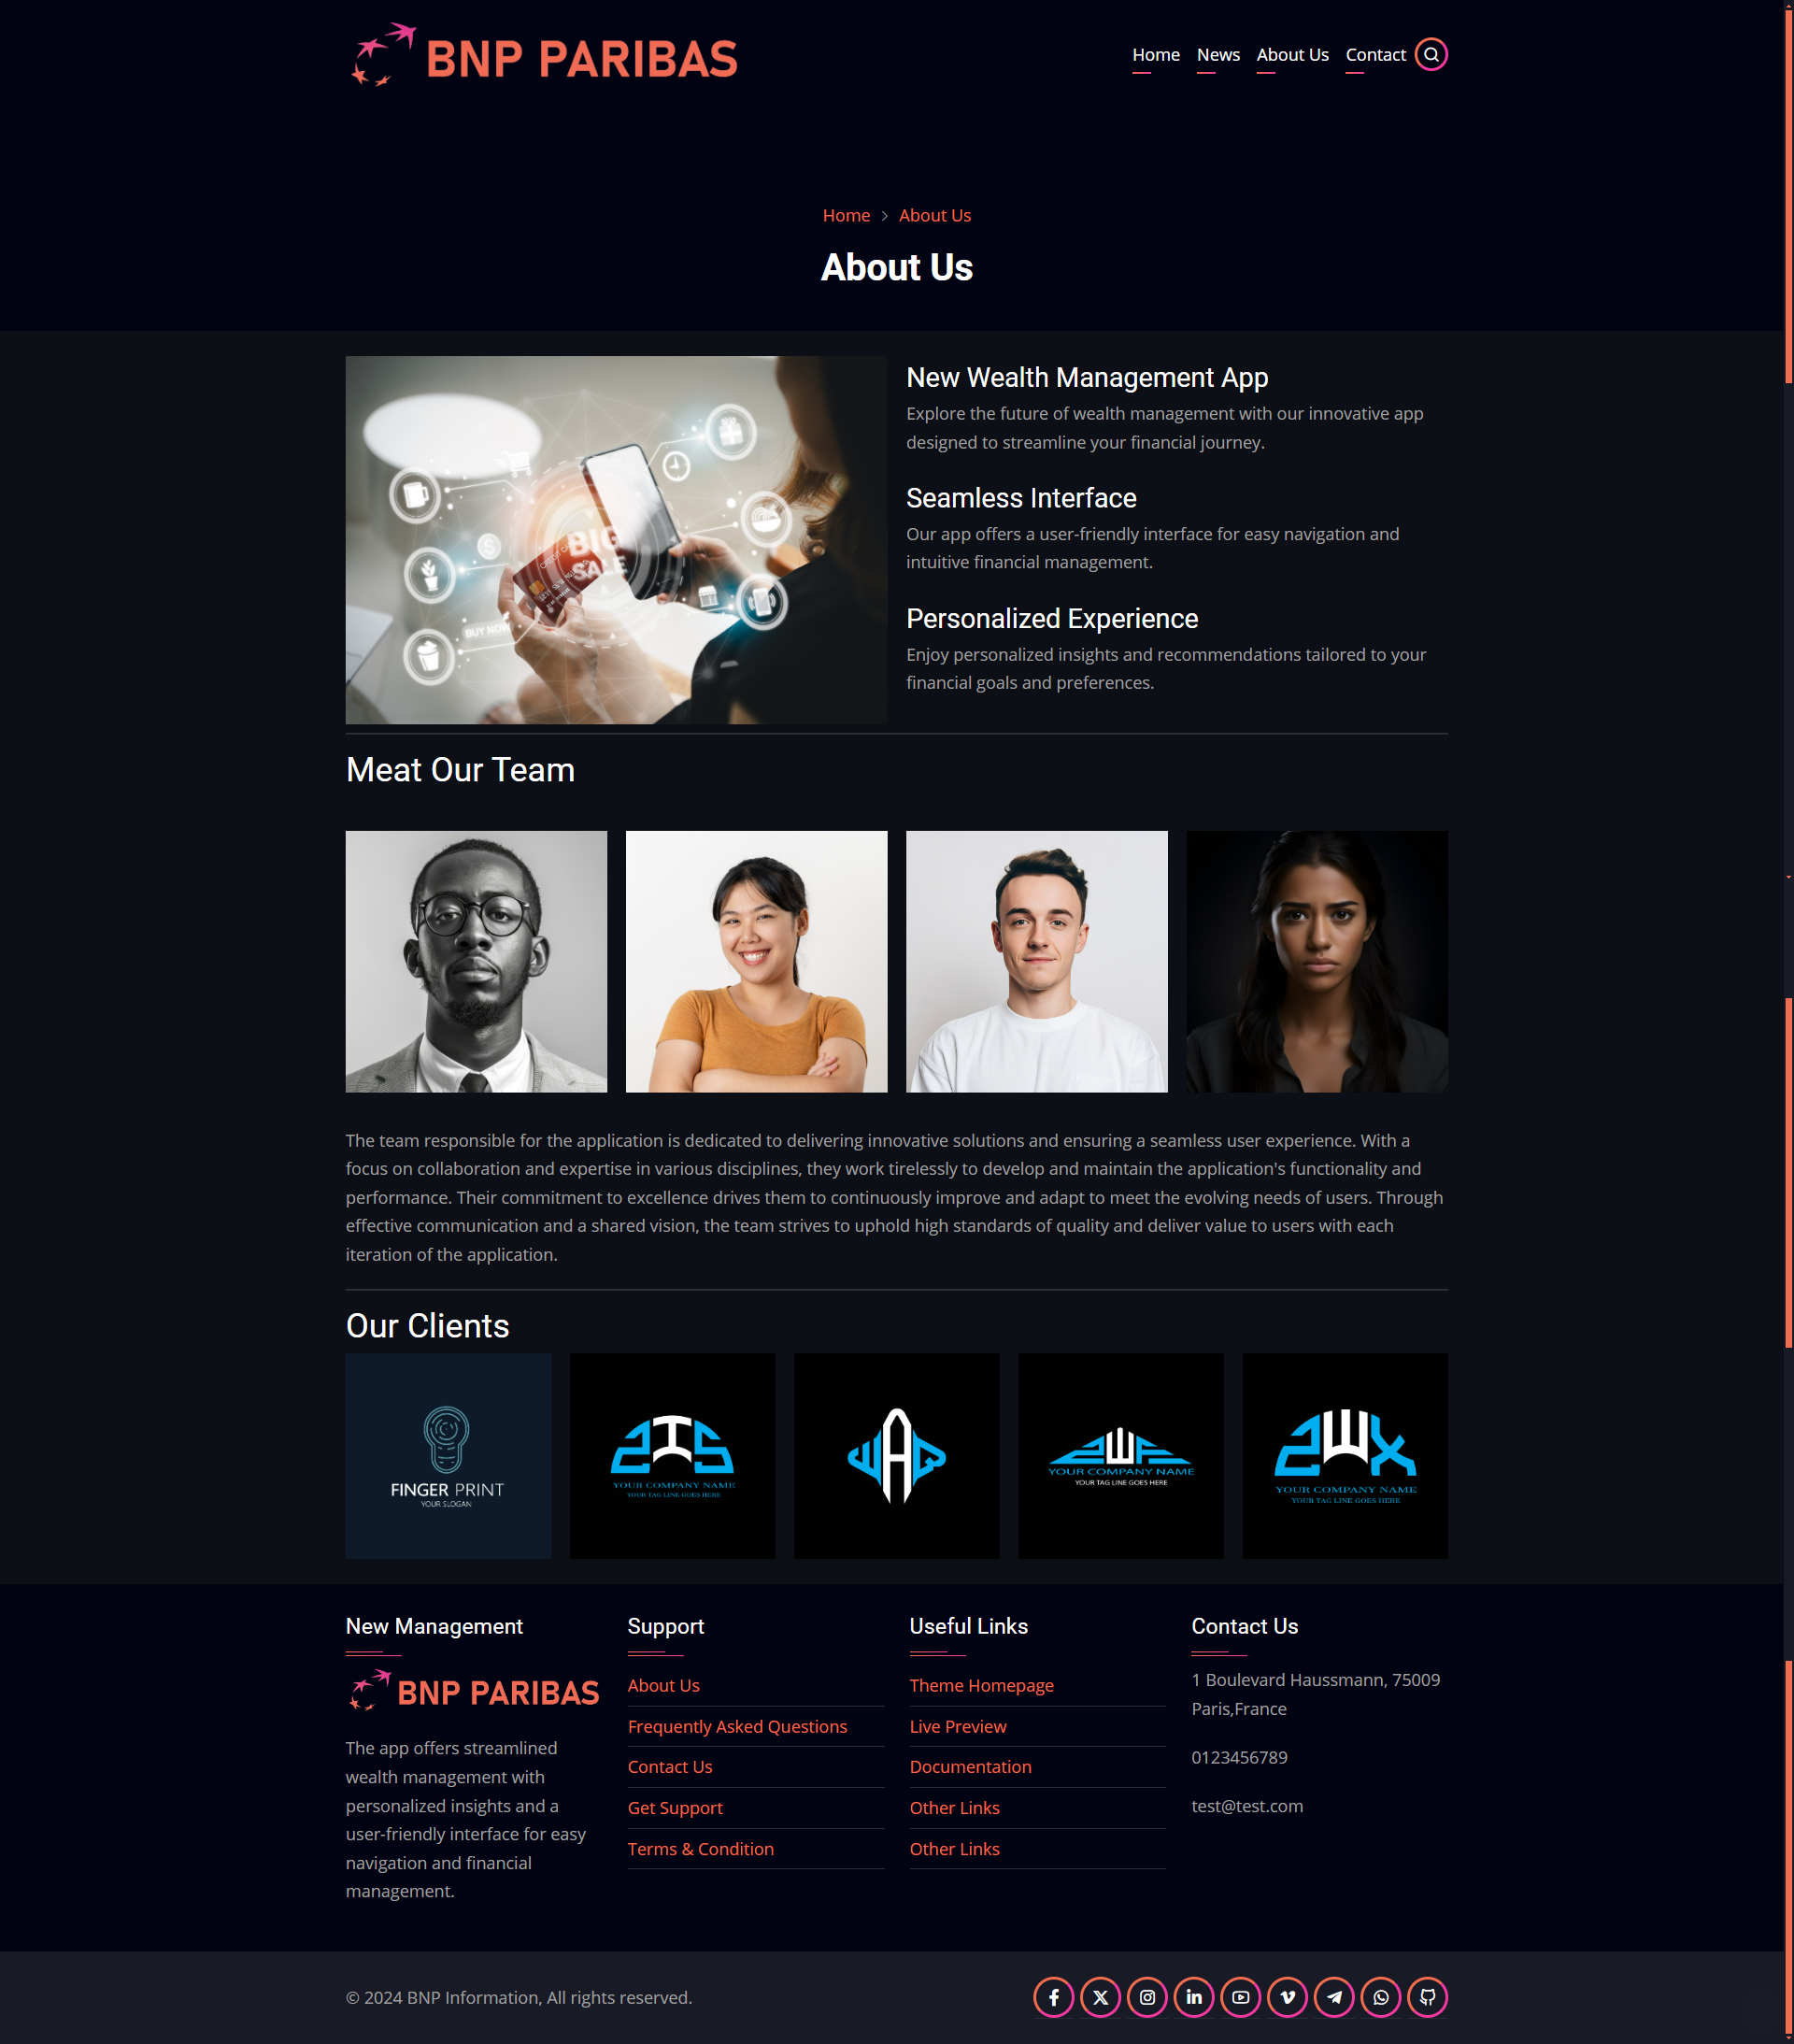 BNP PARIBAS
Home News About Us Contact
Home > About Us
About Us
BIG
SALE
BUY NOW
New Wealth Management App
Explore the future of wealth management with our innovative app
designed to streamline your financial journey.
Seamless Interface
Our app offers a user-friendly interface for easy navigation and
intuitive financial management.
Personalized Experience
Enjoy personalized insights and recommendations tailored to your
financial goals and preferences.
Meat Our Team
The team responsible for the application is dedicated to delivering innovative solutions and ensuring a seamless user experience. With a
focus on collaboration and expertise in various disciplines, they work tirelessly to develop and maintain the application's functionality and
performance. Their commitment to excellence drives them to continuously improve and adapt to meet the evolving needs of users. Through
effective communication and a shared vision, the team strives to uphold high standards of quality and deliver value to users with each
iteration of the application.
Our Clients
FINGER PRINT
YOUR SLOGAN
ZIS
YOUR COMPANY NAME
YOUR TAG LINE GOES HERE
WAQ
ZWF
YOUR COMPANY NAME
YOUR TAG LINE GOES HERE
ZWX
YOUR COMPANY NAME
YOUR TAG LINE GOES HERE
New Management
BNP PARIBAS
The app offers streamlined
wealth management with
personalized insights and a
user-friendly interface for easy
navigation and financial
management.
Support
About Us
Frequently Asked Questions
Contact Us
Get Support
Terms & Condition
Useful Links
Theme Homepage
Live Preview
Documentation
Other Links
Other Links
Contact Us
1 Boulevard Haussmann, 75009
Paris,France
0123456789
test@test.com
© 2024 BNP Information, All rights reserved.